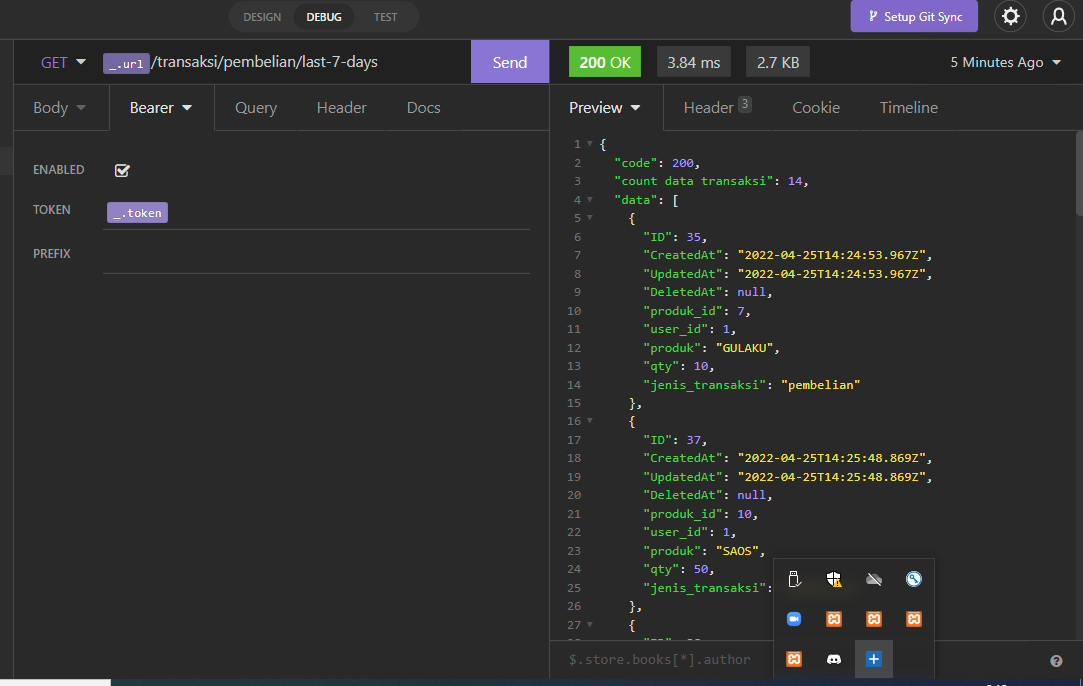 DESIGN DEBUG TEST Setup Git Sync
GET _.url /transaksi/pembelian/last-7-days Send 200 OK 3.84 ms 2.7 KB 5 Minutes Ago
Body Bearer Query Header Docs Preview Header 3 Cookie Timeline
ENABLED
TOKEN _.token
PREFIX
1 {
2 "code": 200,
3 "count data transaksi": 14,
4 "data": [
5 {
6 "ID": 35,
7 "CreatedAt": "2022-04-25T14:24:53.967Z",
8 "UpdatedAt": "2022-04-25T14:24:53.967Z",
9 "DeletedAt": null,
10 "produk_id": 7,
11 "user_id": 1,
12 "produk": "GULAKU",
13 "qty": 10,
14 "jenis_transaksi": "pembelian"
15 },
16 {
17 "ID": 37,
18 "CreatedAt": "2022-04-25T14:25:48.869Z",
19 "UpdatedAt": "2022-04-25T14:25:48.869Z",
20 "DeletedAt": null,
21 "produk_id": 10,
22 "user_id": 1,
23 "produk": "SAOS",
24 "qty": 50,
25 "jenis_transaksi":
26 },
27 {
$.store.books[*].author